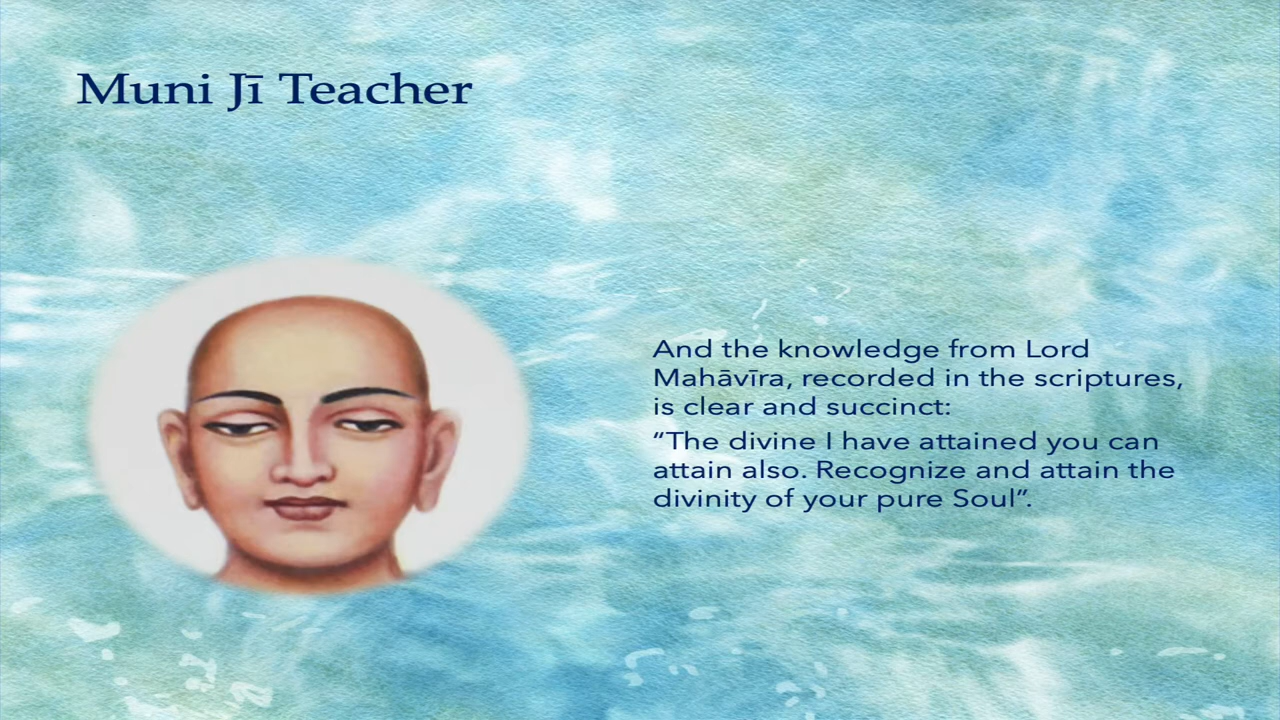 Muni Jī Teacher
And the knowledge from Lord
Mahāvīra, recorded in the scriptures,
is clear and succinct:
“The divine I have attained you can
attain also. Recognize and attain the
divinity of your pure Soul”.